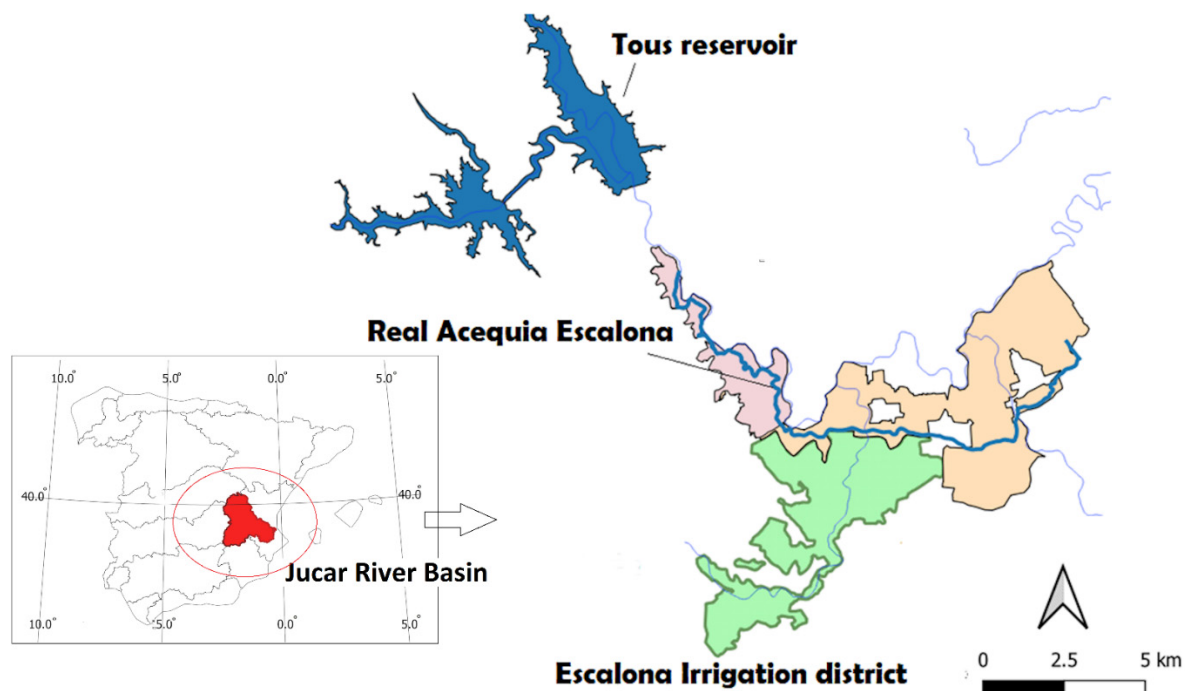 Tous reservoir
Real Acequia Escalona
10.0° 5.0° 0.0° 5.0°
40.0° 40.0°
Jucar River Basin
10.0° 5.0° 0.0° 5.0°
Escalona Irrigation district
0 2.5 5 km